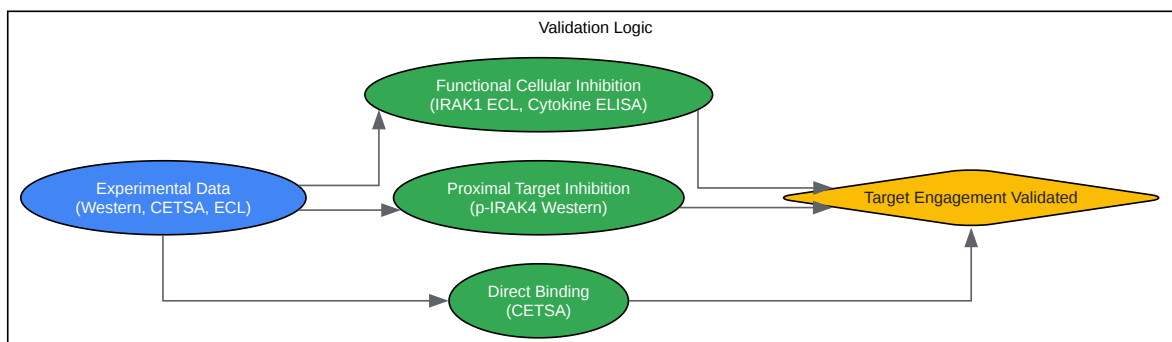 Validation Logic
Functional Cellular Inhibition
(IRAK1 ECL, Cytokine ELISA)
Experimental Data
(Western, CETSA, ECL)
Proximal Target Inhibition
(p-IRAK4 Western)
Target Engagement Validated
Direct Binding
(CETSA)